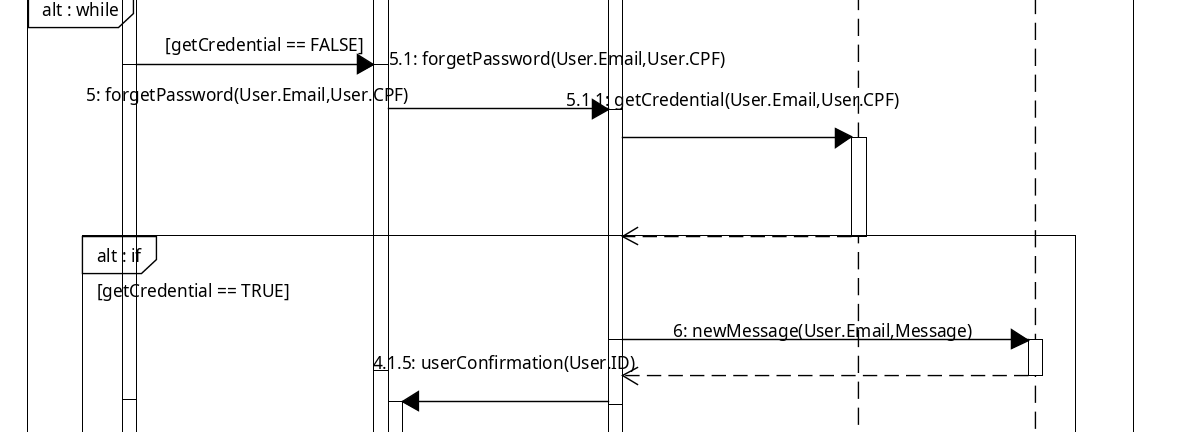 alt : while
[getCredential == FALSE]
5.1: forgetPassword(User.Email,User.CPF)
5: forgetPassword(User.Email,User.CPF)
5.1.1: getCredential(User.Email,User.CPF)
alt : if
[getCredential == TRUE]
6: newMessage(User.Email,Message)
4.1.5: userConfirmation(User.ID)